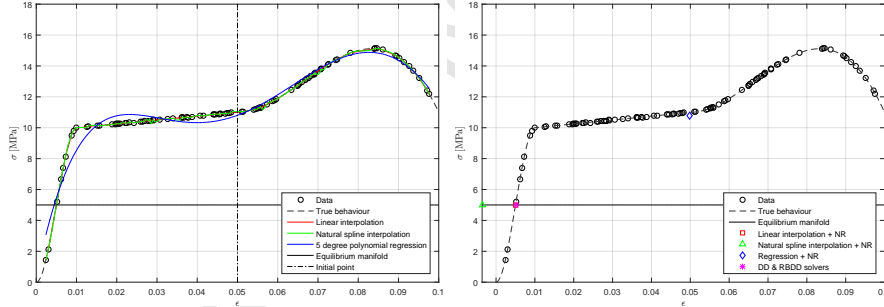 18
16
14
12
10
8
6
4
2
0
σ [MPa]
0 0.01 0.02 0.03 0.04 0.05 0.06 0.07 0.08 0.09 0.1
ϵ
Data
True behaviour
Linear interpolation
Natural spline interpolation
5 degree polynomial regression
Equilibrium manifold
Initial point
18
16
14
12
10
8
6
4
2
0
σ [MPa]
0 0.01 0.02 0.03 0.04 0.05 0.06 0.07 0.08 0.09 0.1
ϵ
Data
True behaviour
Equilibrium manifold
Linear interpolation + NR
Natural spline interpolation + NR
Regression + NR
DD & RBDD solvers